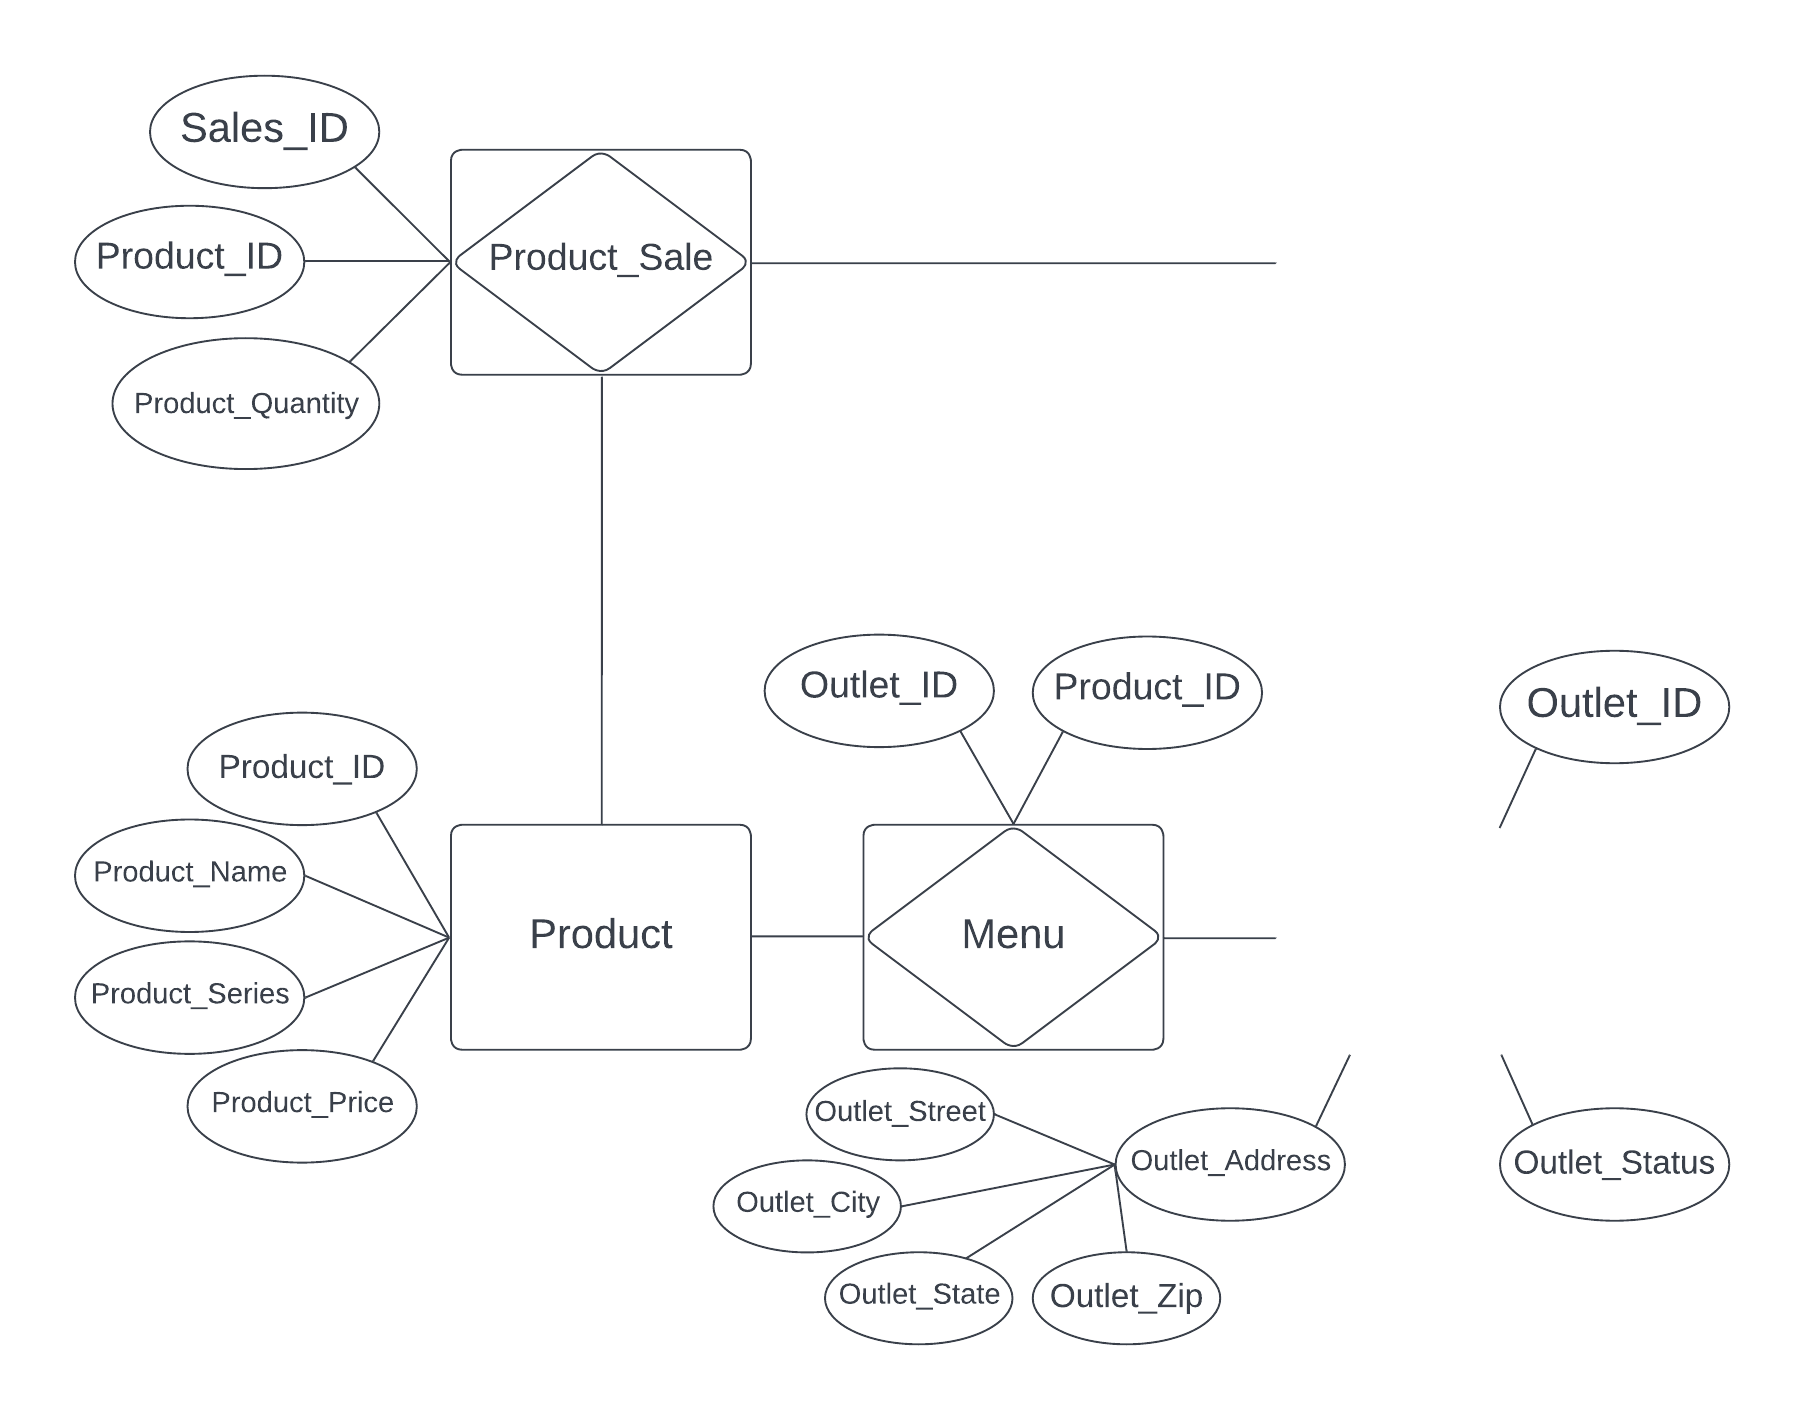 Sales_ID
Product_ID
Product_Sale
Product_Quantity
Outlet_ID
Product_ID
Outlet_ID
Product_ID
Product_Name
Product_Series
Product_Price
Product
Menu
Outlet_Street
Outlet_Address
Outlet_Status
Outlet_City
Outlet_State
Outlet_Zip